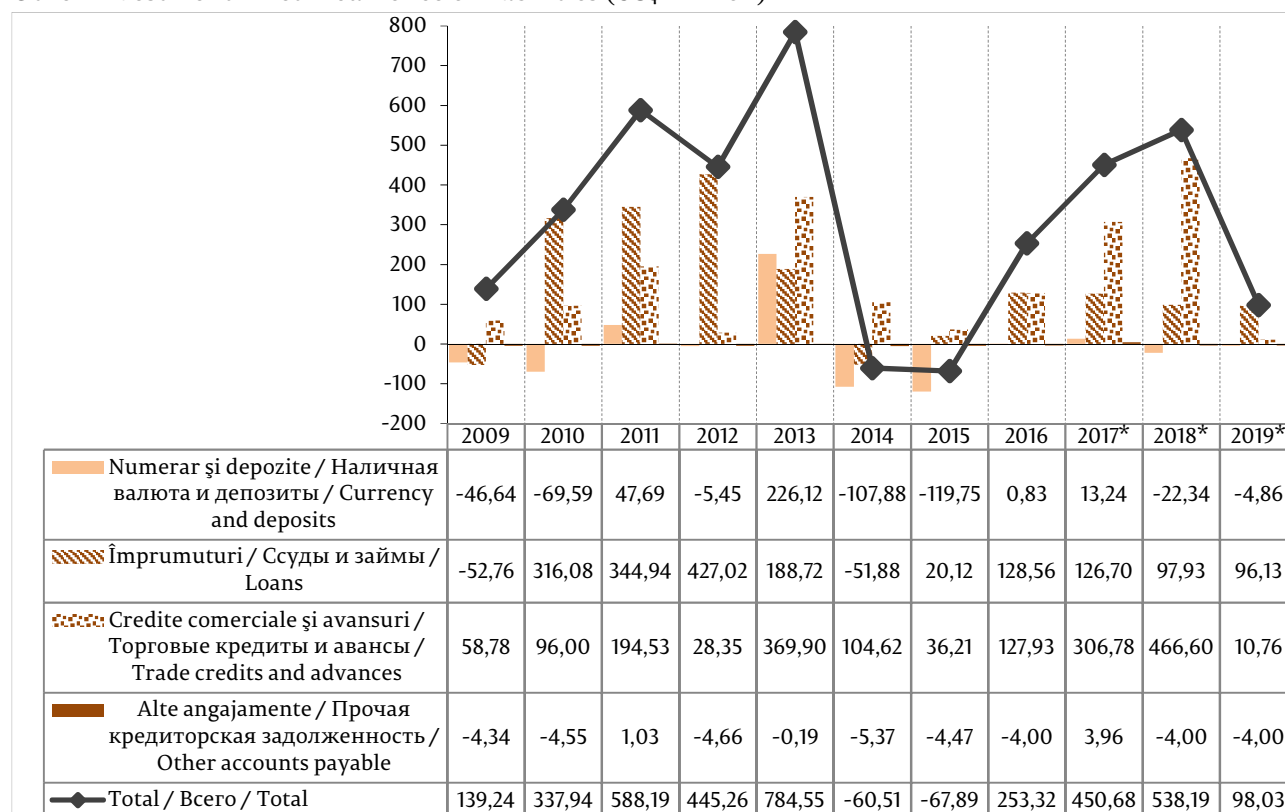 800
700
600
500
400
300
200
100
0
-100
-200
2009 2010 2011 2012 2013 2014 2015 2016 2017* 2018* 2019*
Numerar şi depozite / Наличная
валюта и депозиты / Currency
and deposits
-46,64 -69,59 47,69 -5,45 226,12 -107,88 -119,75 0,83 13,24 -22,34 -4,86
Împrumuturi / Ссуды и займы /
Loans
-52,76 316,08 344,94 427,02 188,72 -51,88 20,12 128,56 126,70 97,93 96,13
Credite comerciale şi avansuri /
Торговые кредиты и авансы /
Trade credits and advances
58,78 96,00 194,53 28,35 369,90 104,62 36,21 127,93 306,78 466,60 10,76
Alte angajamente / Прочая
кредиторская задолженность /
Other accounts payable
-4,34 -4,55 1,03 -4,66 -0,19 -5,37 -4,47 -4,00 3,96 -4,00 -4,00
Total / Всего / Total 139,24 337,94 588,19 445,26 784,55 -60,51 -67,89 253,32 450,68 538,19 98,03